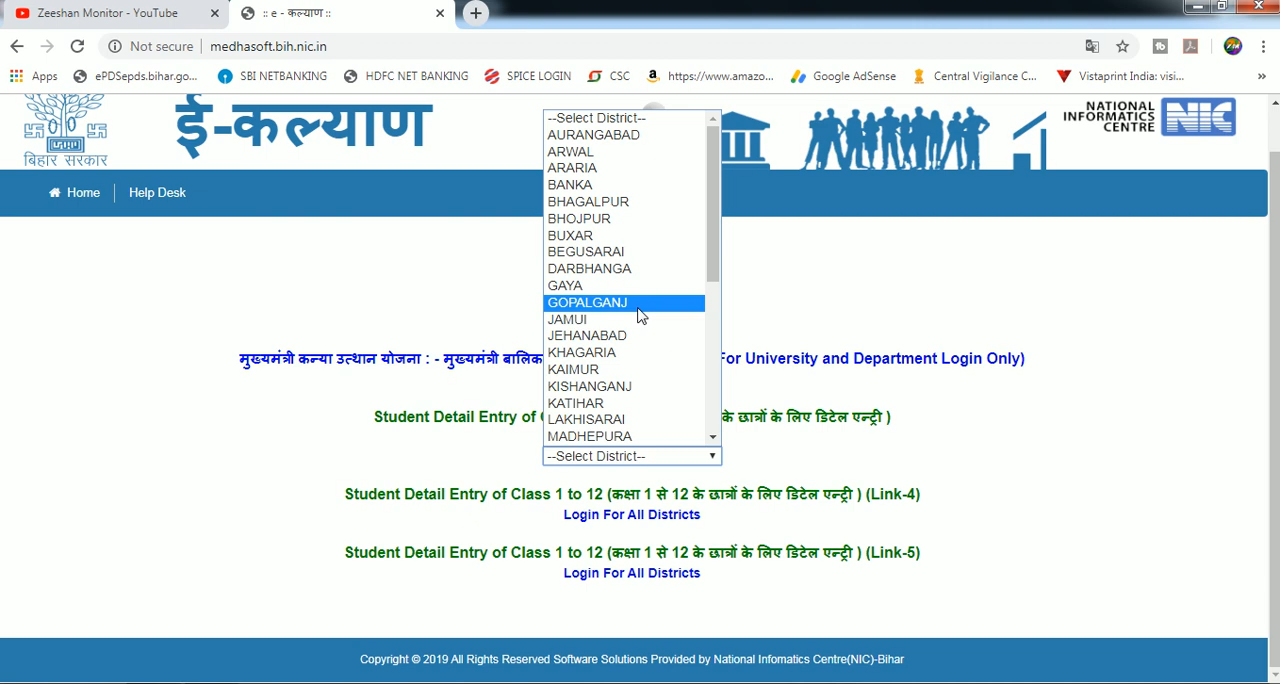 Zeeshan Monitor - YouTube
:: e - कल्याण ::
Not secure
medhasoft.bih.nic.in
Apps
ePDSepds.bihar.go...
SBI NETBANKING
HDFC NET BANKING
SPICE LOGIN
CSC
https://www.amazo...
Google AdSense
Central Vigilance C...
Vistaprint India: visi...
»
बिहार सरकार
ई-कल्याण
NATIONAL
INFORMATICS
CENTRE
NIC
Home
Help Desk
--Select District--
AURANGABAD
ARWAL
ARARIA
BANKA
BHAGALPUR
BHOJPUR
BUXAR
BEGUSARAI
DARBHANGA
GAYA
GOPALGANJ
JAMUI
JEHANABAD
KHAGARIA
KAIMUR
KISHANGANJ
KATIHAR
LAKHISARAI
MADHEPURA
--Select District--
मुख्यमंत्री कन्या उत्थान योजना : - मुख्यमंत्री बालिक For University and Department Login Only)
Student Detail Entry of के छात्रों के लिए डिटेल एन्ट्री )
Student Detail Entry of Class 1 to 12 (कक्षा 1 से 12 के छात्रों के लिए डिटेल एन्ट्री ) (Link-4)
Login For All Districts
Student Detail Entry of Class 1 to 12 (कक्षा 1 से 12 के छात्रों के लिए डिटेल एन्ट्री ) (Link-5)
Login For All Districts
Copyright © 2019 All Rights Reserved Software Solutions Provided by National Infomatics Centre(NIC)-Bihar